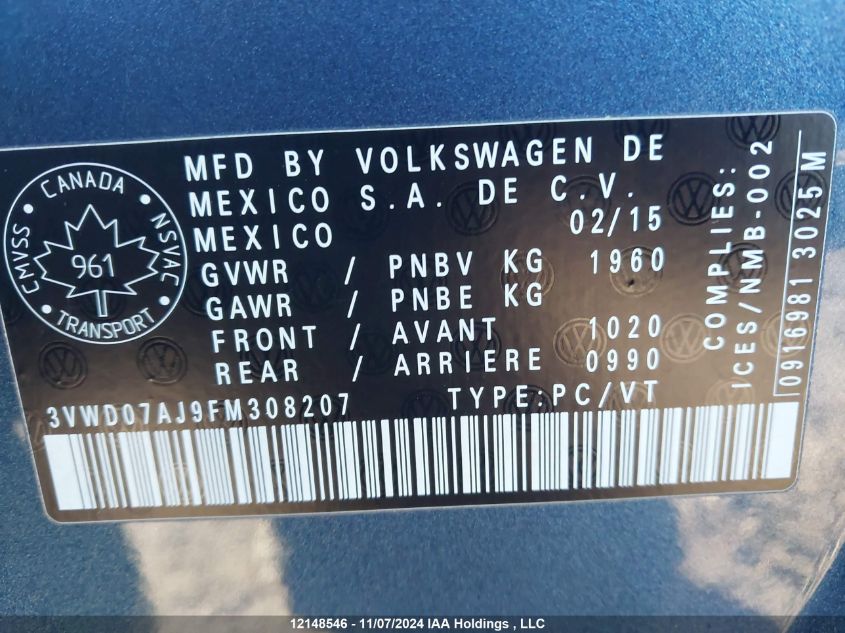 CANADA
CMVSS
NSVAC
961
TRANSPORT
MFD BY VOLKSWAGEN DE
MEXICO S.A. DE C.V.
MEXICO 02/15
GVWR / PNBV KG 1960
GAWR / PNBE KG
FRONT / AVANT 1020
REAR / ARRIERE 0990
3VWD07AJ9FM308207 TYPE:PC/VT
COMPLIES:
ICES/NMB-002
0916981 3025 M
12148546 - 11/07/2024 IAA Holdings , LLC